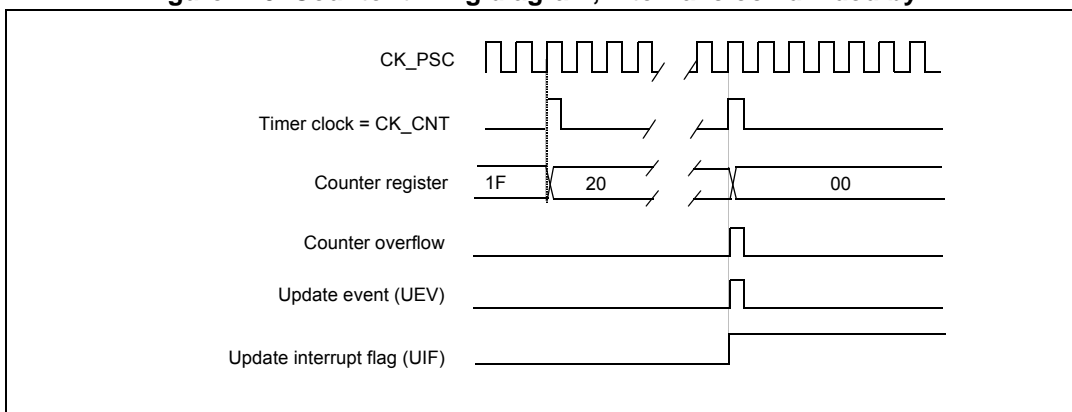 CK_PSC
Timer clock = CK_CNT
Counter register 1F 20 00
Counter overflow
Update event (UEV)
Update interrupt flag (UIF)